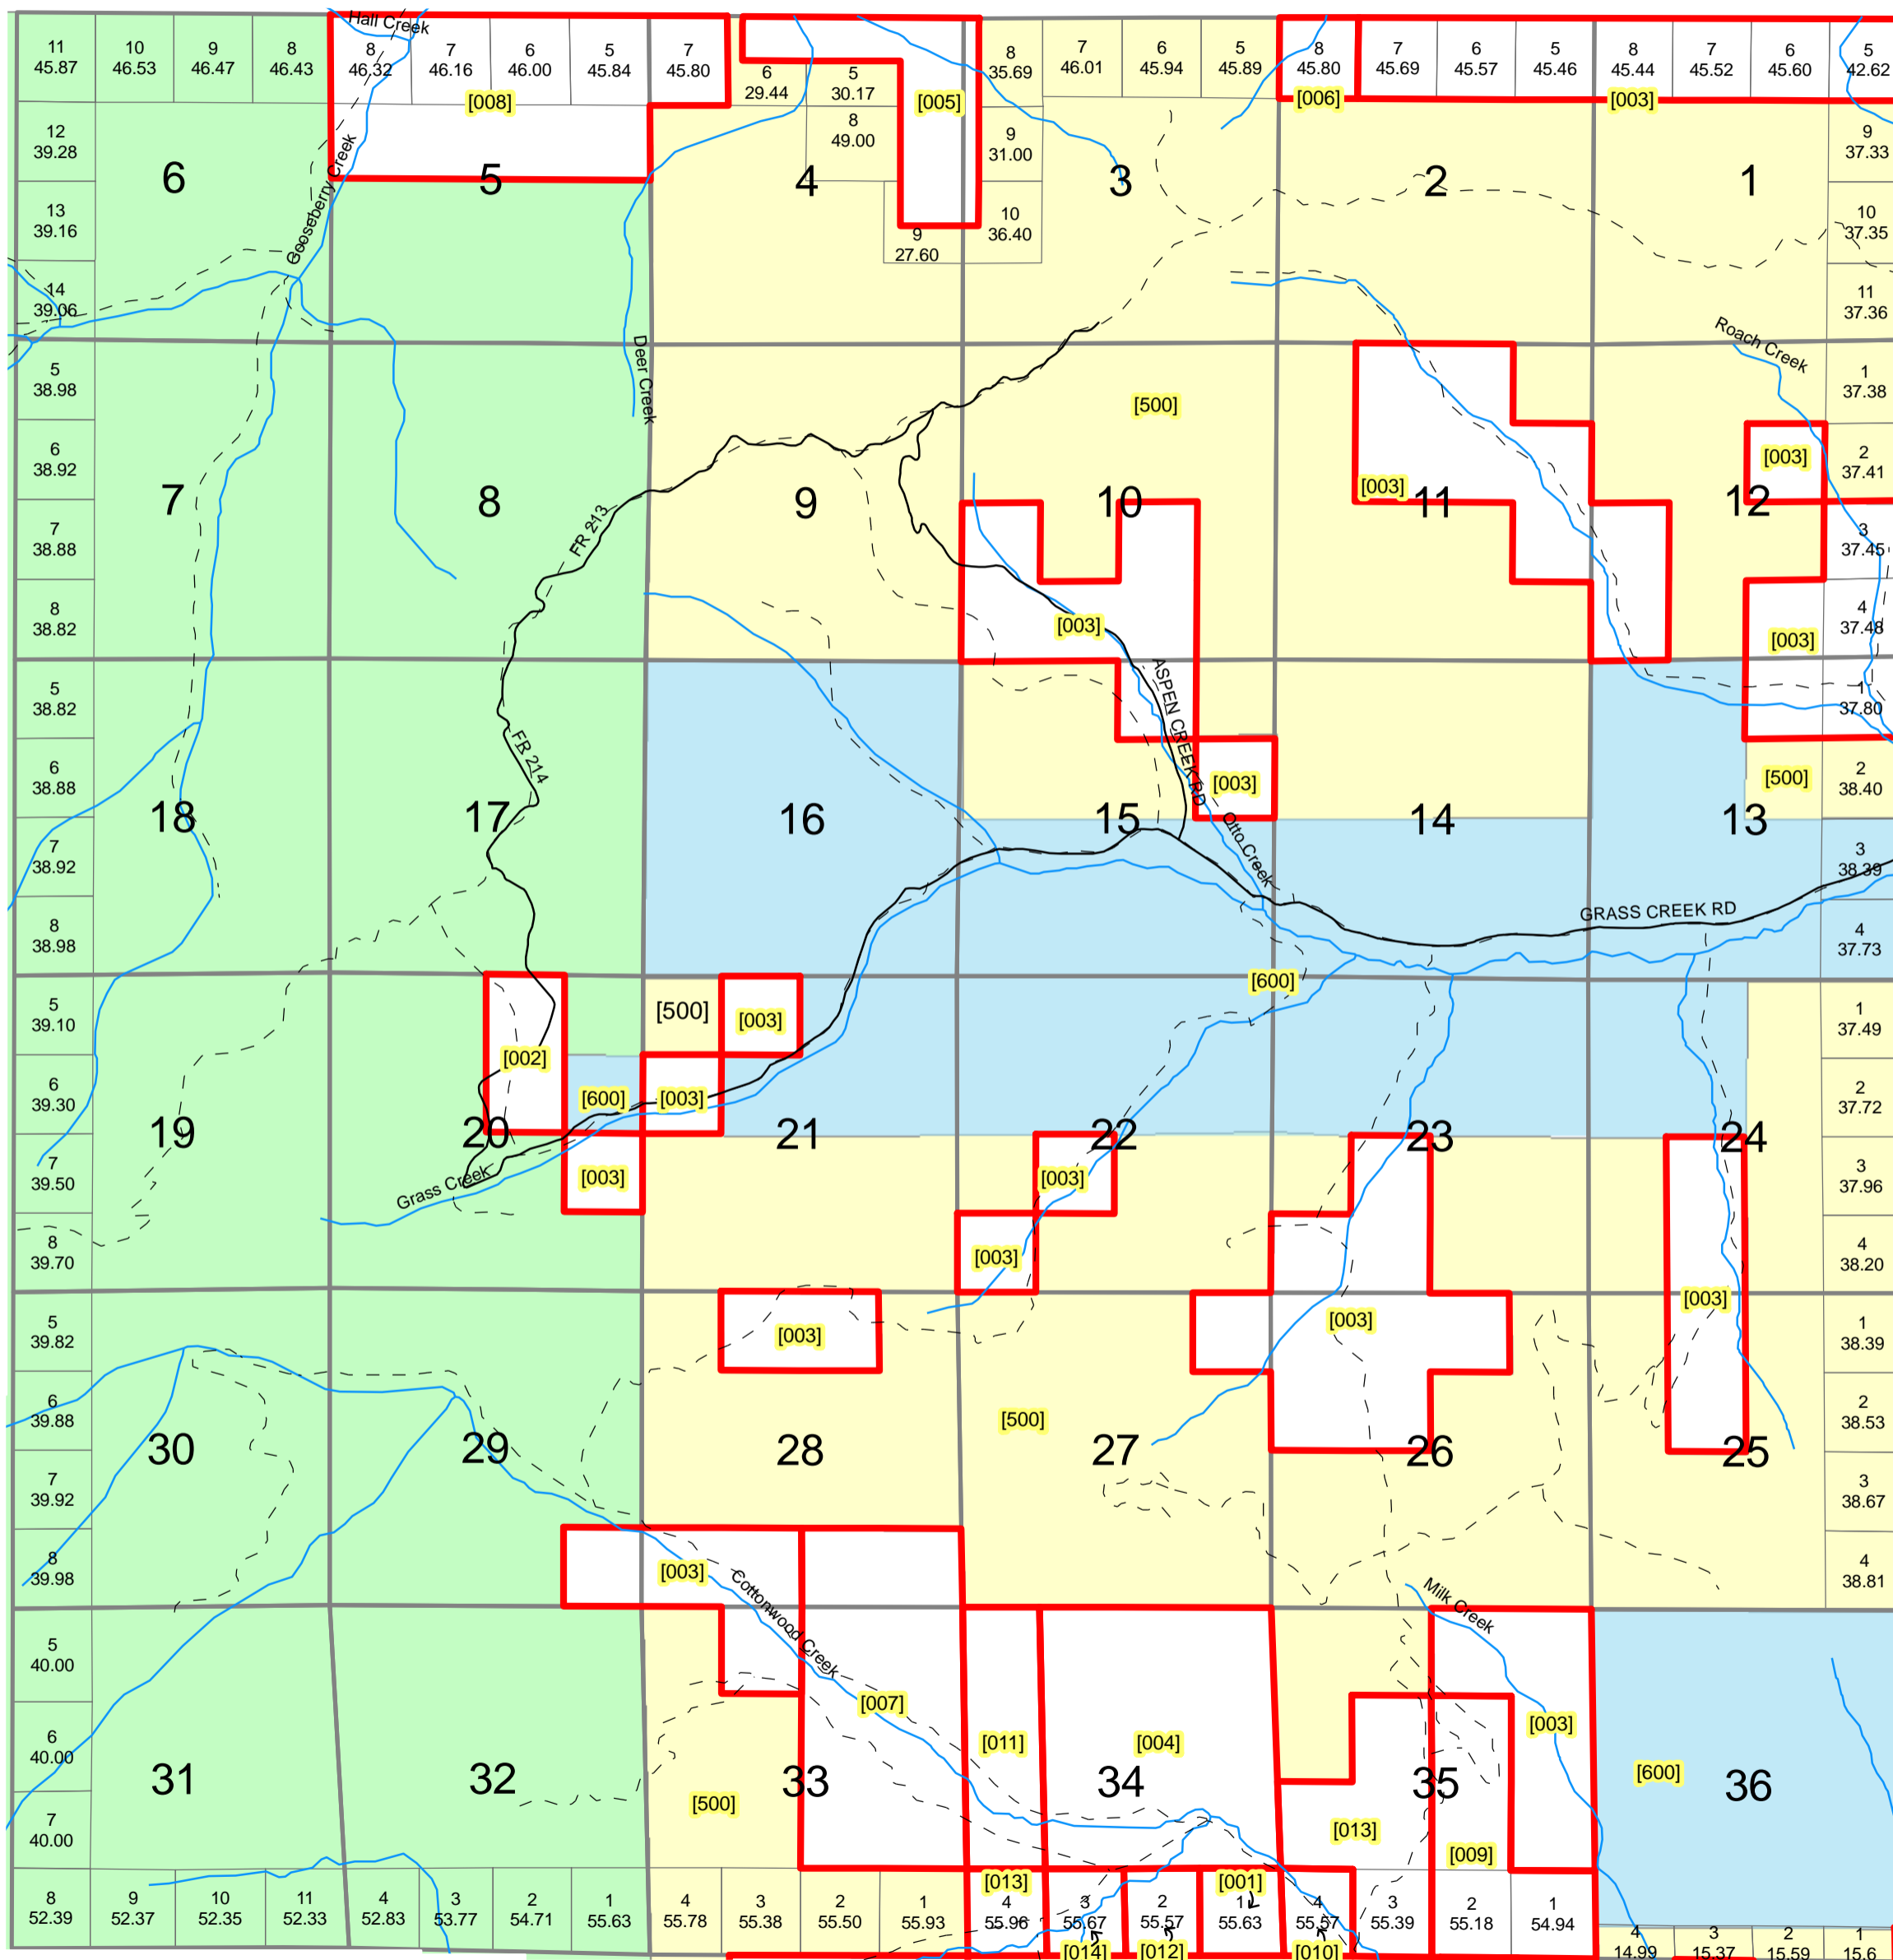 Hall Creek
11 10 9 8 8 7 6 5 7 8 7 6 5 8 7 6 5 8 7 6 5
45.87 46.53 46.47 46.43 46.32 46.16 46.00 45.84 45.80 35.69 46.01 45.94 45.89 45.80 45.69 45.57 45.46 45.44 45.52 45.60 42.62
6 5
29.44 30.17
[008] [005] [006] [003]
12 8 9 9
39.28 49.00 31.00 37.33
Gooseberry Creek
6 5 4 3 2 1
13 9 10 10
39.16 27.60 36.40 37.35
14 11
39.06 37.36
Deer Creek
Roach Creek
5 1
38.98 37.38
[500]
6 2
38.92 37.41
[003] [003]
7 8 9 10 11 12
FR 213
7 3
38.88 37.45
8 4
38.82 37.48
[003] [003]
ASPEN CREEK RD
5 1
38.82 37.80
FR 214
6 2
38.88 38.40
[003] [500]
18 17 16 15 14 13
Otto Creek
7 3
38.92 38.39
GRASS CREEK RD
8 4
38.98 37.73
[600]
5 1
39.10 37.49
[500] [003]
[002]
6 2
39.30 37.72
[600] [003]
19 20 21 22 23 24
7 3
39.50 37.96
Grass Creek
[003] [003]
8 4
39.70 38.20
[003]
[003]
5 1
39.82 38.39
[003] [003]
6 2
39.88 38.53
[500]
30 29 28 27 26 25
7 3
39.92 38.67
8 4
39.98 38.81
[003]
Cottonwood Creek
Milk Creek
5
40.00
[007]
[003]
6
40.00
[011] [004]
[600]
31 32 33 34 35 36
[500]
7
40.00
[013]
[009]
[013] [001]
8 9 10 11 4 3 2 1 4 3 2 1 4 3 2 1 4 3 2 1
52.39 52.37 52.35 52.33 52.83 53.77 54.71 55.63 55.78 55.38 55.50 55.93 55.96 55.67 55.57 55.63 55.57 55.39 55.18 54.94
[014] [012] [010]
4 3 2 1
14.99 15.37 15.59 15.6